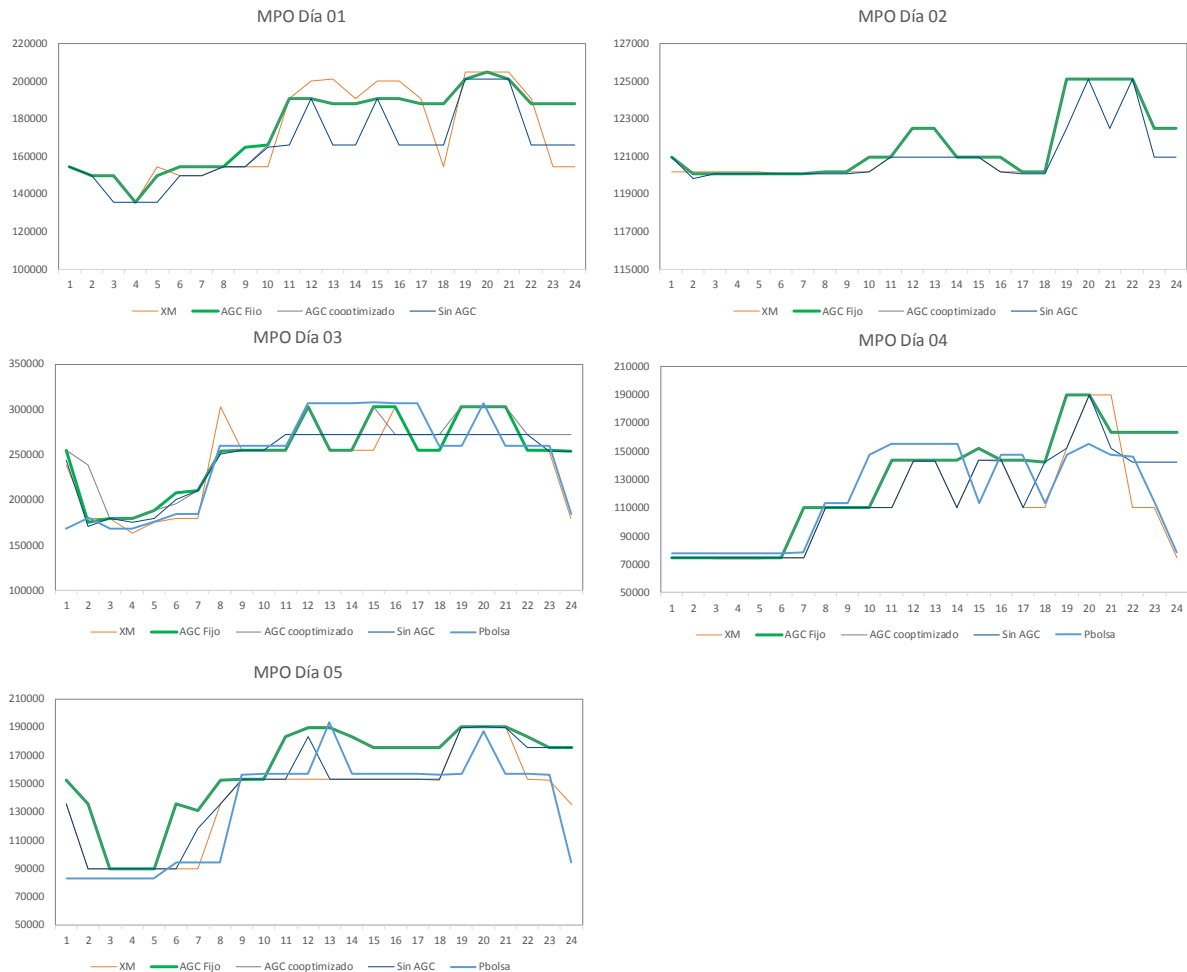 MPO Día 01
220000
200000
180000
160000
140000
120000
100000
1 2 3 4 5 6 7 8 9 10 11 12 13 14 15 16 17 18 19 20 21 22 23 24
XM AGC Fijo AGC cooptimizado Sin AGC
MPO Día 02
127000
125000
123000
121000
119000
117000
115000
1 2 3 4 5 6 7 8 9 10 11 12 13 14 15 16 17 18 19 20 21 22 23 24
XM AGC Fijo AGC cooptimizado Sin AGC
MPO Día 03
350000
300000
250000
200000
150000
100000
1 2 3 4 5 6 7 8 9 10 11 12 13 14 15 16 17 18 19 20 21 22 23 24
XM AGC Fijo AGC cooptimizado Sin AGC Pbolsa
MPO Día 04
210000
190000
170000
150000
130000
110000
90000
70000
50000
1 2 3 4 5 6 7 8 9 10 11 12 13 14 15 16 17 18 19 20 21 22 23 24
XM AGC Fijo AGC cooptimizado Sin AGC Pbolsa
MPO Día 05
210000
190000
170000
150000
130000
110000
90000
70000
50000
1 2 3 4 5 6 7 8 9 10 11 12 13 14 15 16 17 18 19 20 21 22 23 24
XM AGC Fijo AGC cooptimizado Sin AGC Pbolsa